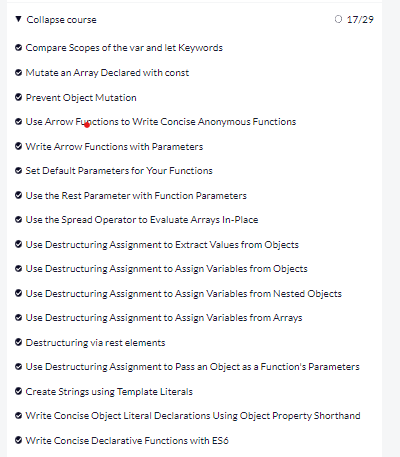 Collapse course 17/29
Compare Scopes of the var and let Keywords
Mutate an Array Declared with const
Prevent Object Mutation
Use Arrow Functions to Write Concise Anonymous Functions
Write Arrow Functions with Parameters
Set Default Parameters for Your Functions
Use the Rest Parameter with Function Parameters
Use the Spread Operator to Evaluate Arrays In-Place
Use Destructuring Assignment to Extract Values from Objects
Use Destructuring Assignment to Assign Variables from Objects
Use Destructuring Assignment to Assign Variables from Nested Objects
Use Destructuring Assignment to Assign Variables from Arrays
Destructuring via rest elements
Use Destructuring Assignment to Pass an Object as a Function's Parameters
Create Strings using Template Literals
Write Concise Object Literal Declarations Using Object Property Shorthand
Write Concise Declarative Functions with ES6